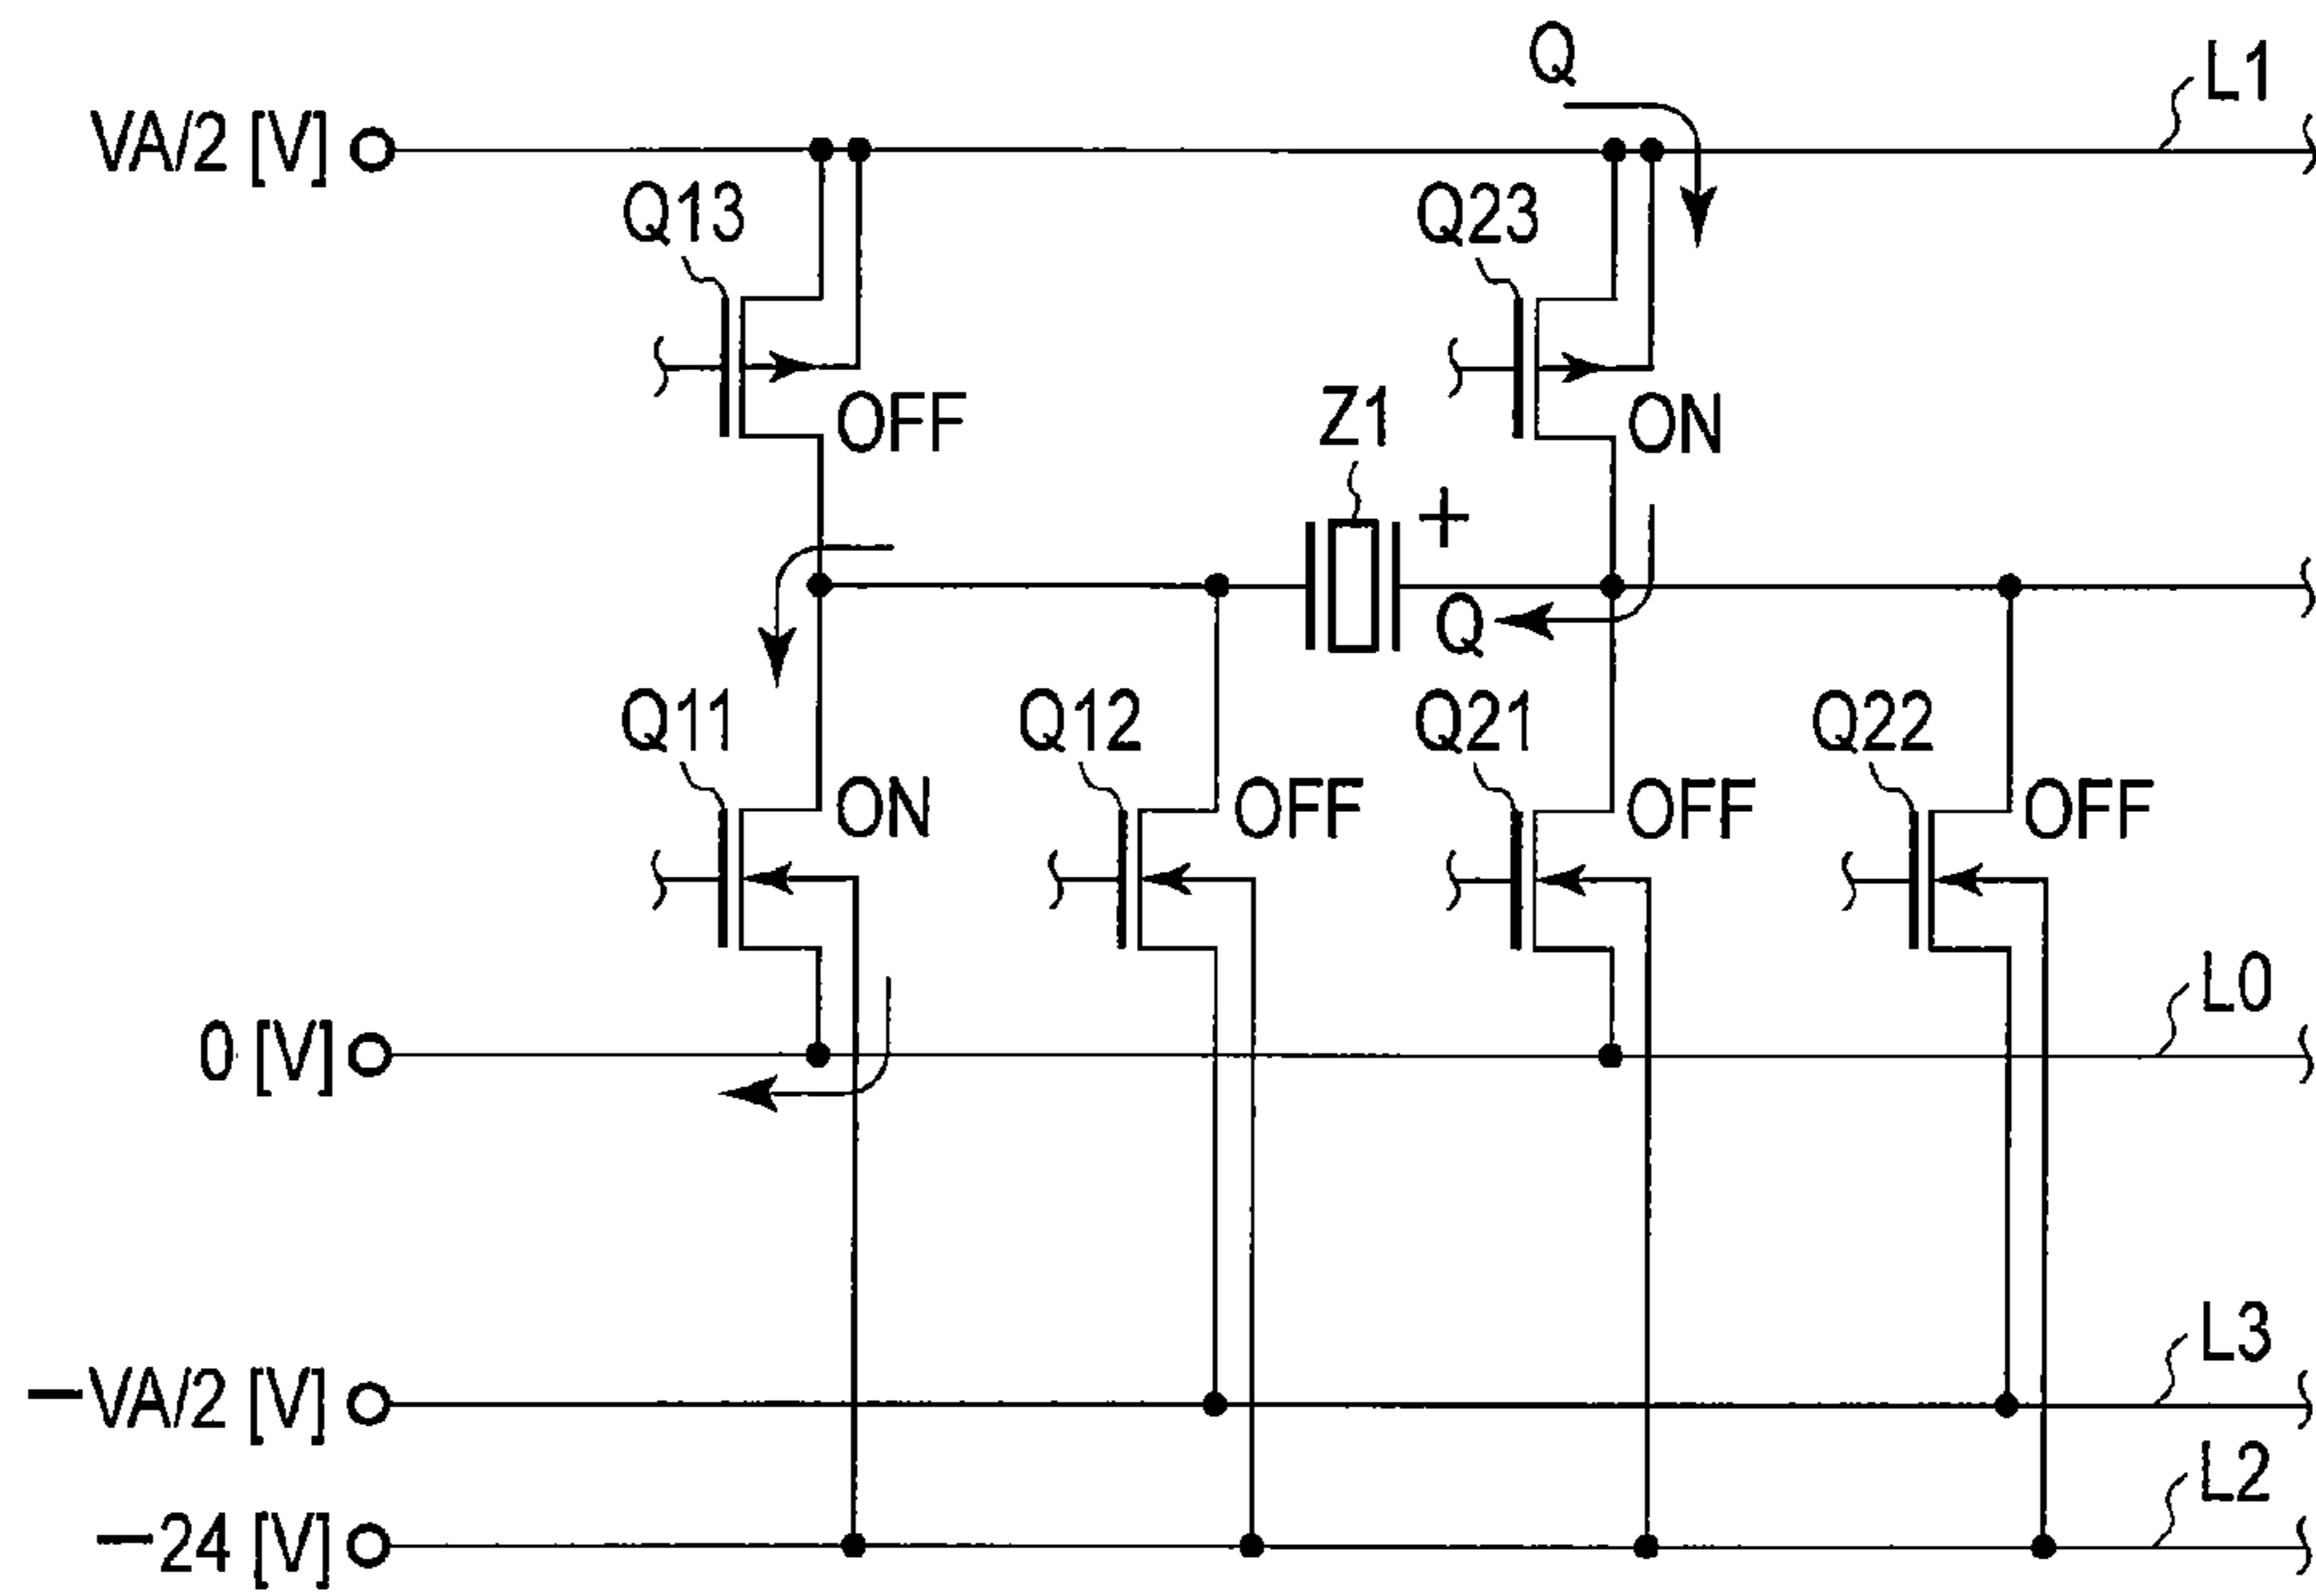 Q
L1
VA/2 [V]
Q13
Q23
OFF
Z1
ON
+
Q
Q11
Q12
Q21
Q22
ON
OFF
OFF
OFF
L0
0 [V]
L3
−VA/2 [V]
L2
−24 [V]